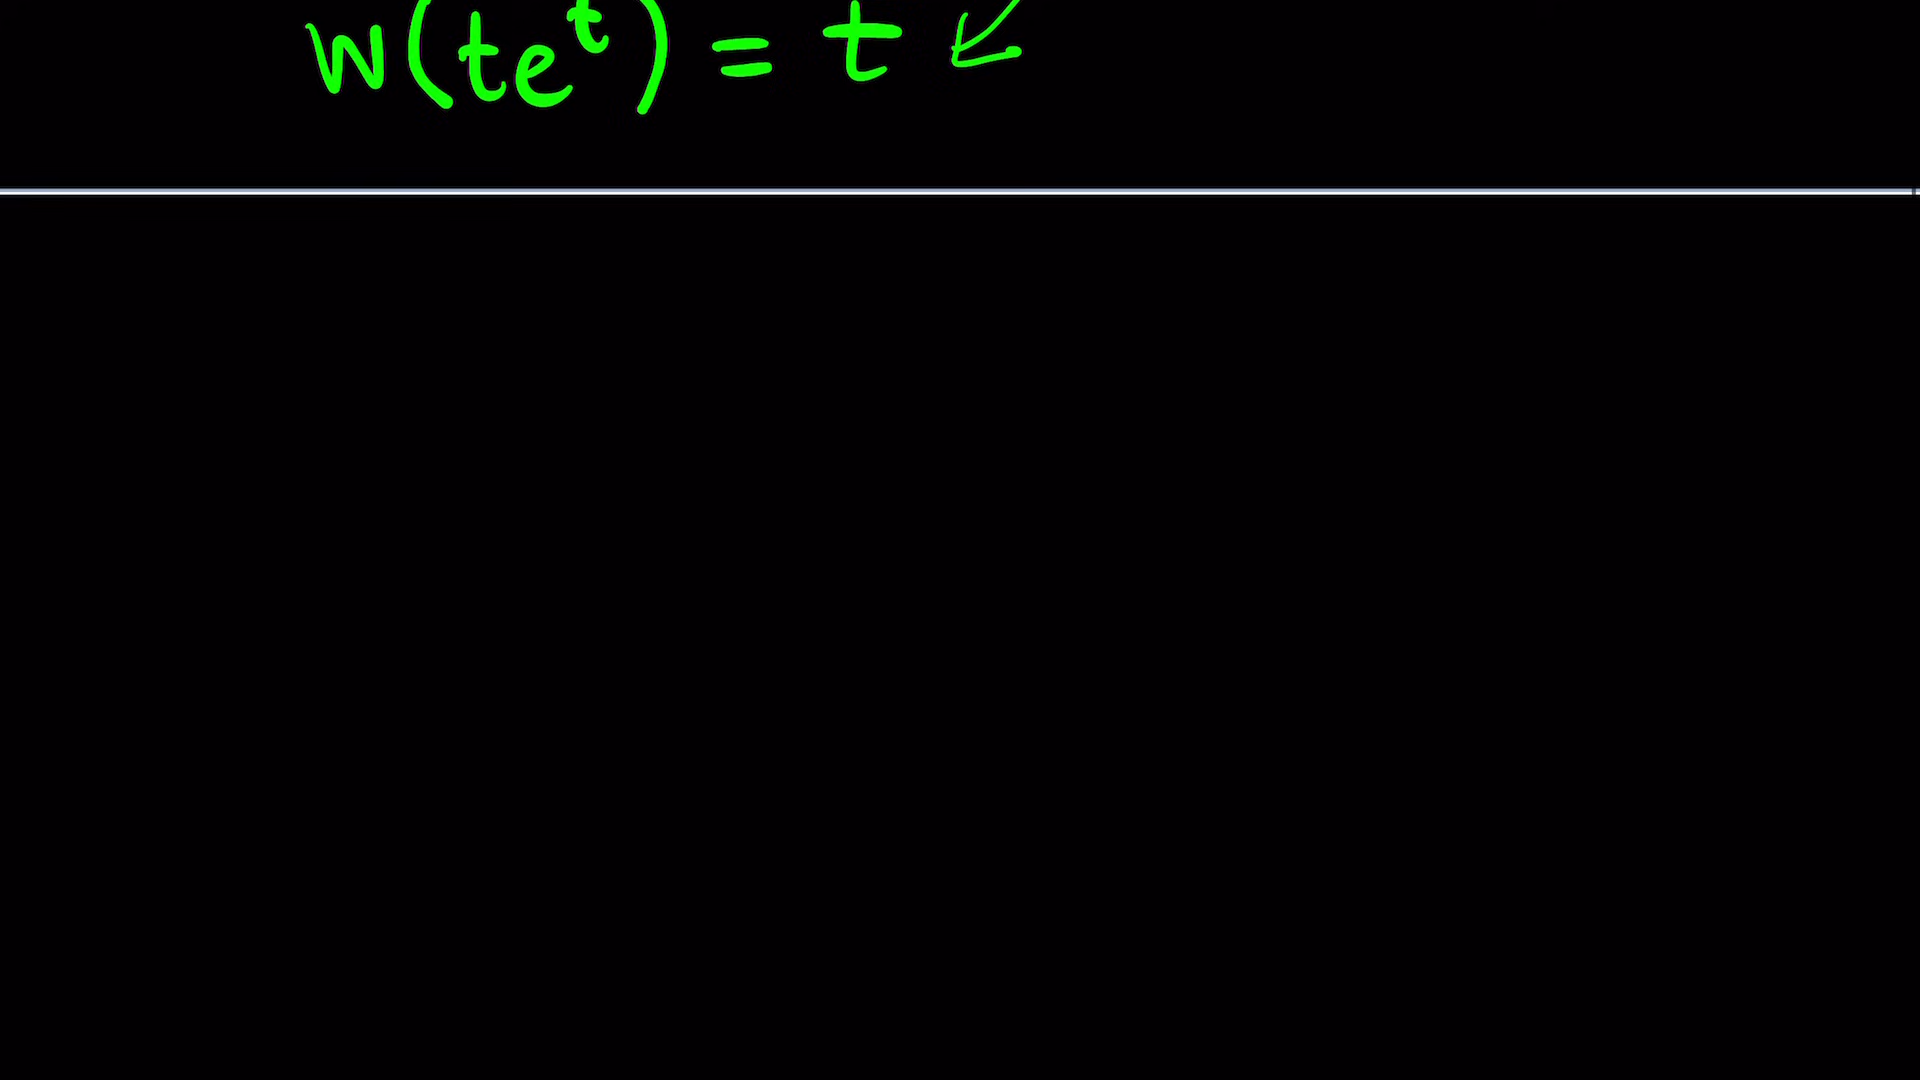 W(te^t) = t